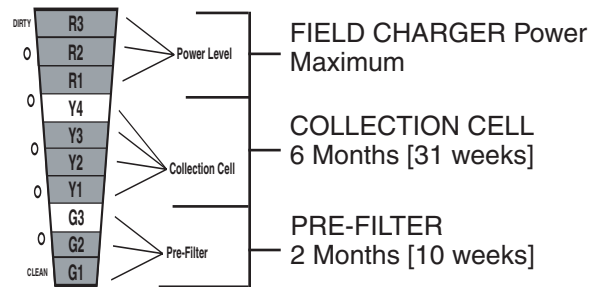 DIRTY
R3
R2
R1
Y4
Y3
Y2
Y1
G3
G2
CLEAN
G1
Power Level
Collection Cell
Pre-Filter
FIELD CHARGER Power
Maximum
COLLECTION CELL
6 Months [31 weeks]
PRE-FILTER
2 Months [10 weeks]